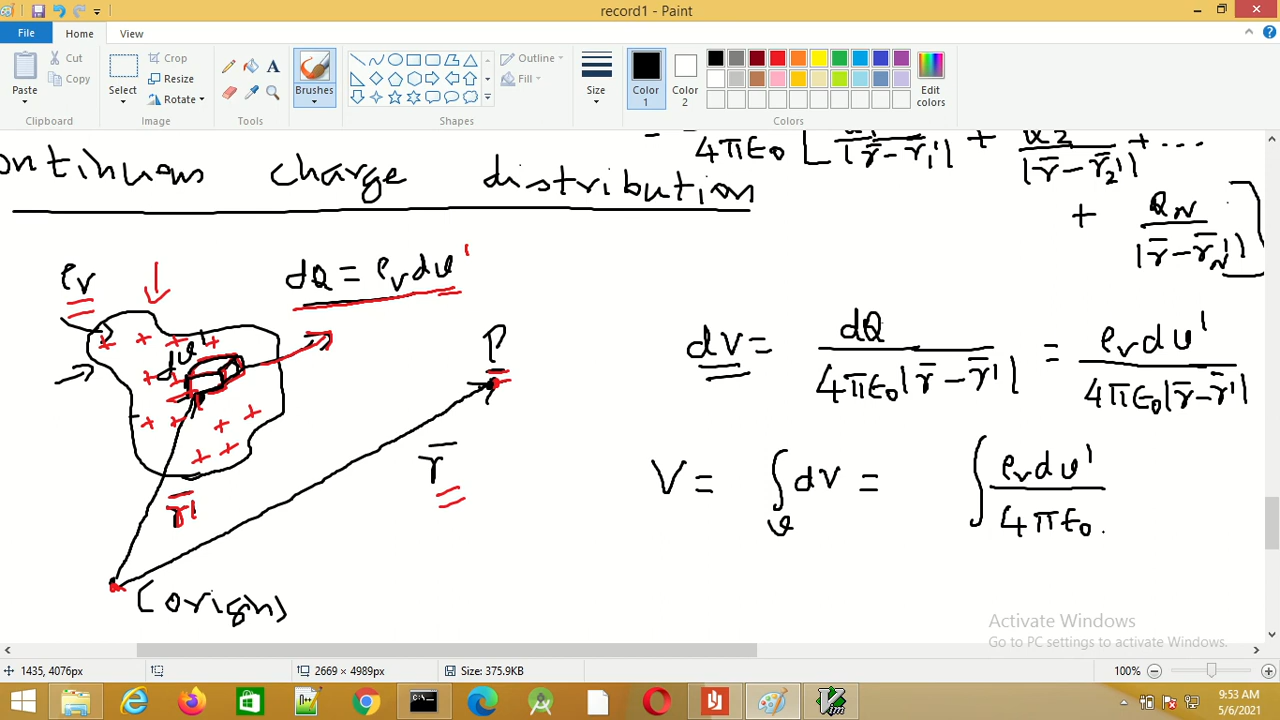 record1 - Paint
File Home View
Paste Cut Copy Clipboard
Select Crop Resize Rotate Image
Tools
Brushes
Outline Fill Shapes
Size
Color 1
Color 2
Edit colors
Colors
4πϵ₀ |r̄-r̄₁'| + |r̄-r̄₂'| + ...
+ Q_N / |r̄-r̄_N'| ]
ontinuous charge distribution
ρv
dQ = ρv dv'
dv'
P
dV = dQ / 4πϵ₀|r̄-r̄'| = ρv dv' / 4πϵ₀|r̄-r̄'|
r̄
V = ∫v dV = ∫ ρv dv' / 4πϵ₀.
r̄'
(origin)
Activate Windows
Go to PC settings to activate Windows.
1435, 4076px 2669 × 4989px Size: 375.9KB 100%
9:53 AM
5/6/2021